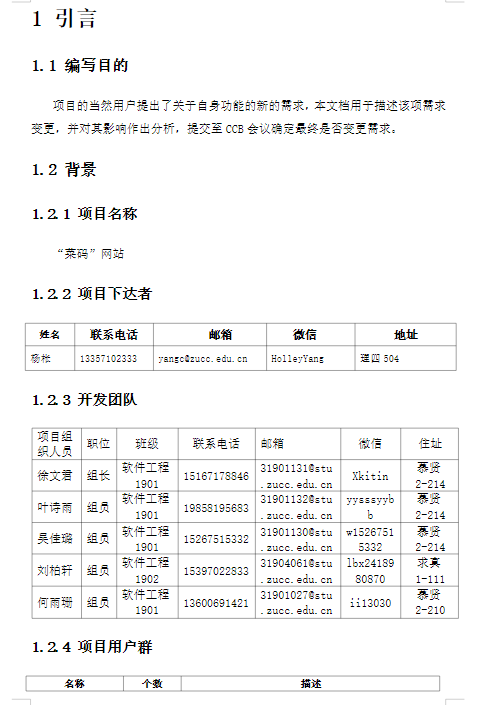 1 引言
1.1 编写目的
项目的当然用户提出了关于自身功能的新的需求，本文档用于描述该项需求
变更，并对其影响作出分析，提交至 CCB 会议确定最终是否变更需求。
1.2 背景
1.2.1 项目名称
“菜码”网站
1.2.2 项目下达者
姓名 联系电话 邮箱 微信 地址
杨枨 13357102333 yangc@zucc.edu.cn HolleyYang 理四 504
1.2.3 开发团队
项目组 职位 班级 联系电话 邮箱 微信 住址
织人员
徐文君 组长 软件工程 15167178846 31901131@stu Xkitin 慕贤
1901 .zucc.edu.cn 2-214
叶诗雨 组员 软件工程 19858195683 31901132@stu yysssyyb 慕贤
1901 .zucc.edu.cn b 2-214
吴佳璐 组员 软件工程 15267515332 31901130@stu w1526751 慕贤
1901 .zucc.edu.cn 5332 2-214
刘柏轩 组员 软件工程 15397022833 31904061@stu lbx24189 求真
1902 .zucc.edu.cn 80870 1-111
何雨珊 组员 软件工程 13600691421 31901027@stu ii13030 慕贤
1901 .zucc.edu.cn 2-210
1.2.4 项目用户群
名称 个数 描述